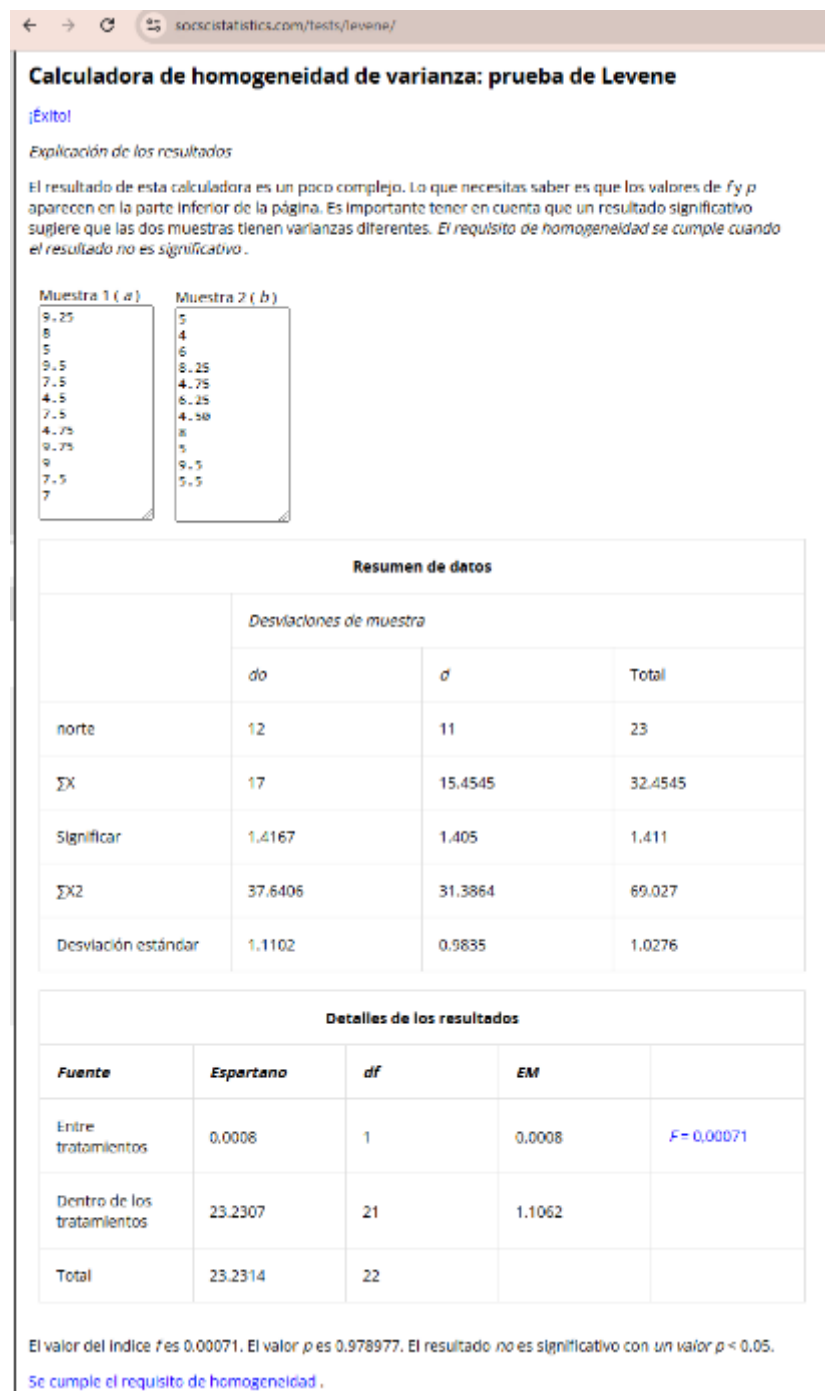 socscistatistics.com/tests/levene/
Calculadora de homogeneidad de varianza: prueba de Levene
¡Éxito!
Explicación de los resultados
El resultado de esta calculadora es un poco complejo. Lo que necesitas saber es que los valores de f y p
aparecen en la parte inferior de la página. Es importante tener en cuenta que un resultado significativo
sugiere que las dos muestras tienen varianzas diferentes. El requisito de homogeneidad se cumple cuando
el resultado no es significativo .
Muestra 1 ( a ) Muestra 2 ( b )
9.25 5
8 4
5 6
9.5 8.25
7.5 4.75
4.5 6.25
7.5 4.50
4.75 8
9.75 5
9 9.5
7.5 5.5
7
Resumen de datos
Desviaciones de muestra
do d Total
norte 12 11 23
∑X 17 15.4545 32.4545
Significar 1.4167 1.405 1.411
∑X2 37.6406 31.3864 69.027
Desviación estándar 1.1102 0.9835 1.0276
Detalles de los resultados
Fuente Espartano df EM
Entre
tratamientos 0.0008 1 0.0008 F = 0,00071
Dentro de los
tratamientos 23.2307 21 1.1062
Total 23.2314 22
El valor del índice f es 0.00071. El valor p es 0.978977. El resultado no es significativo con un valor p < 0.05.
Se cumple el requisito de homogeneidad .